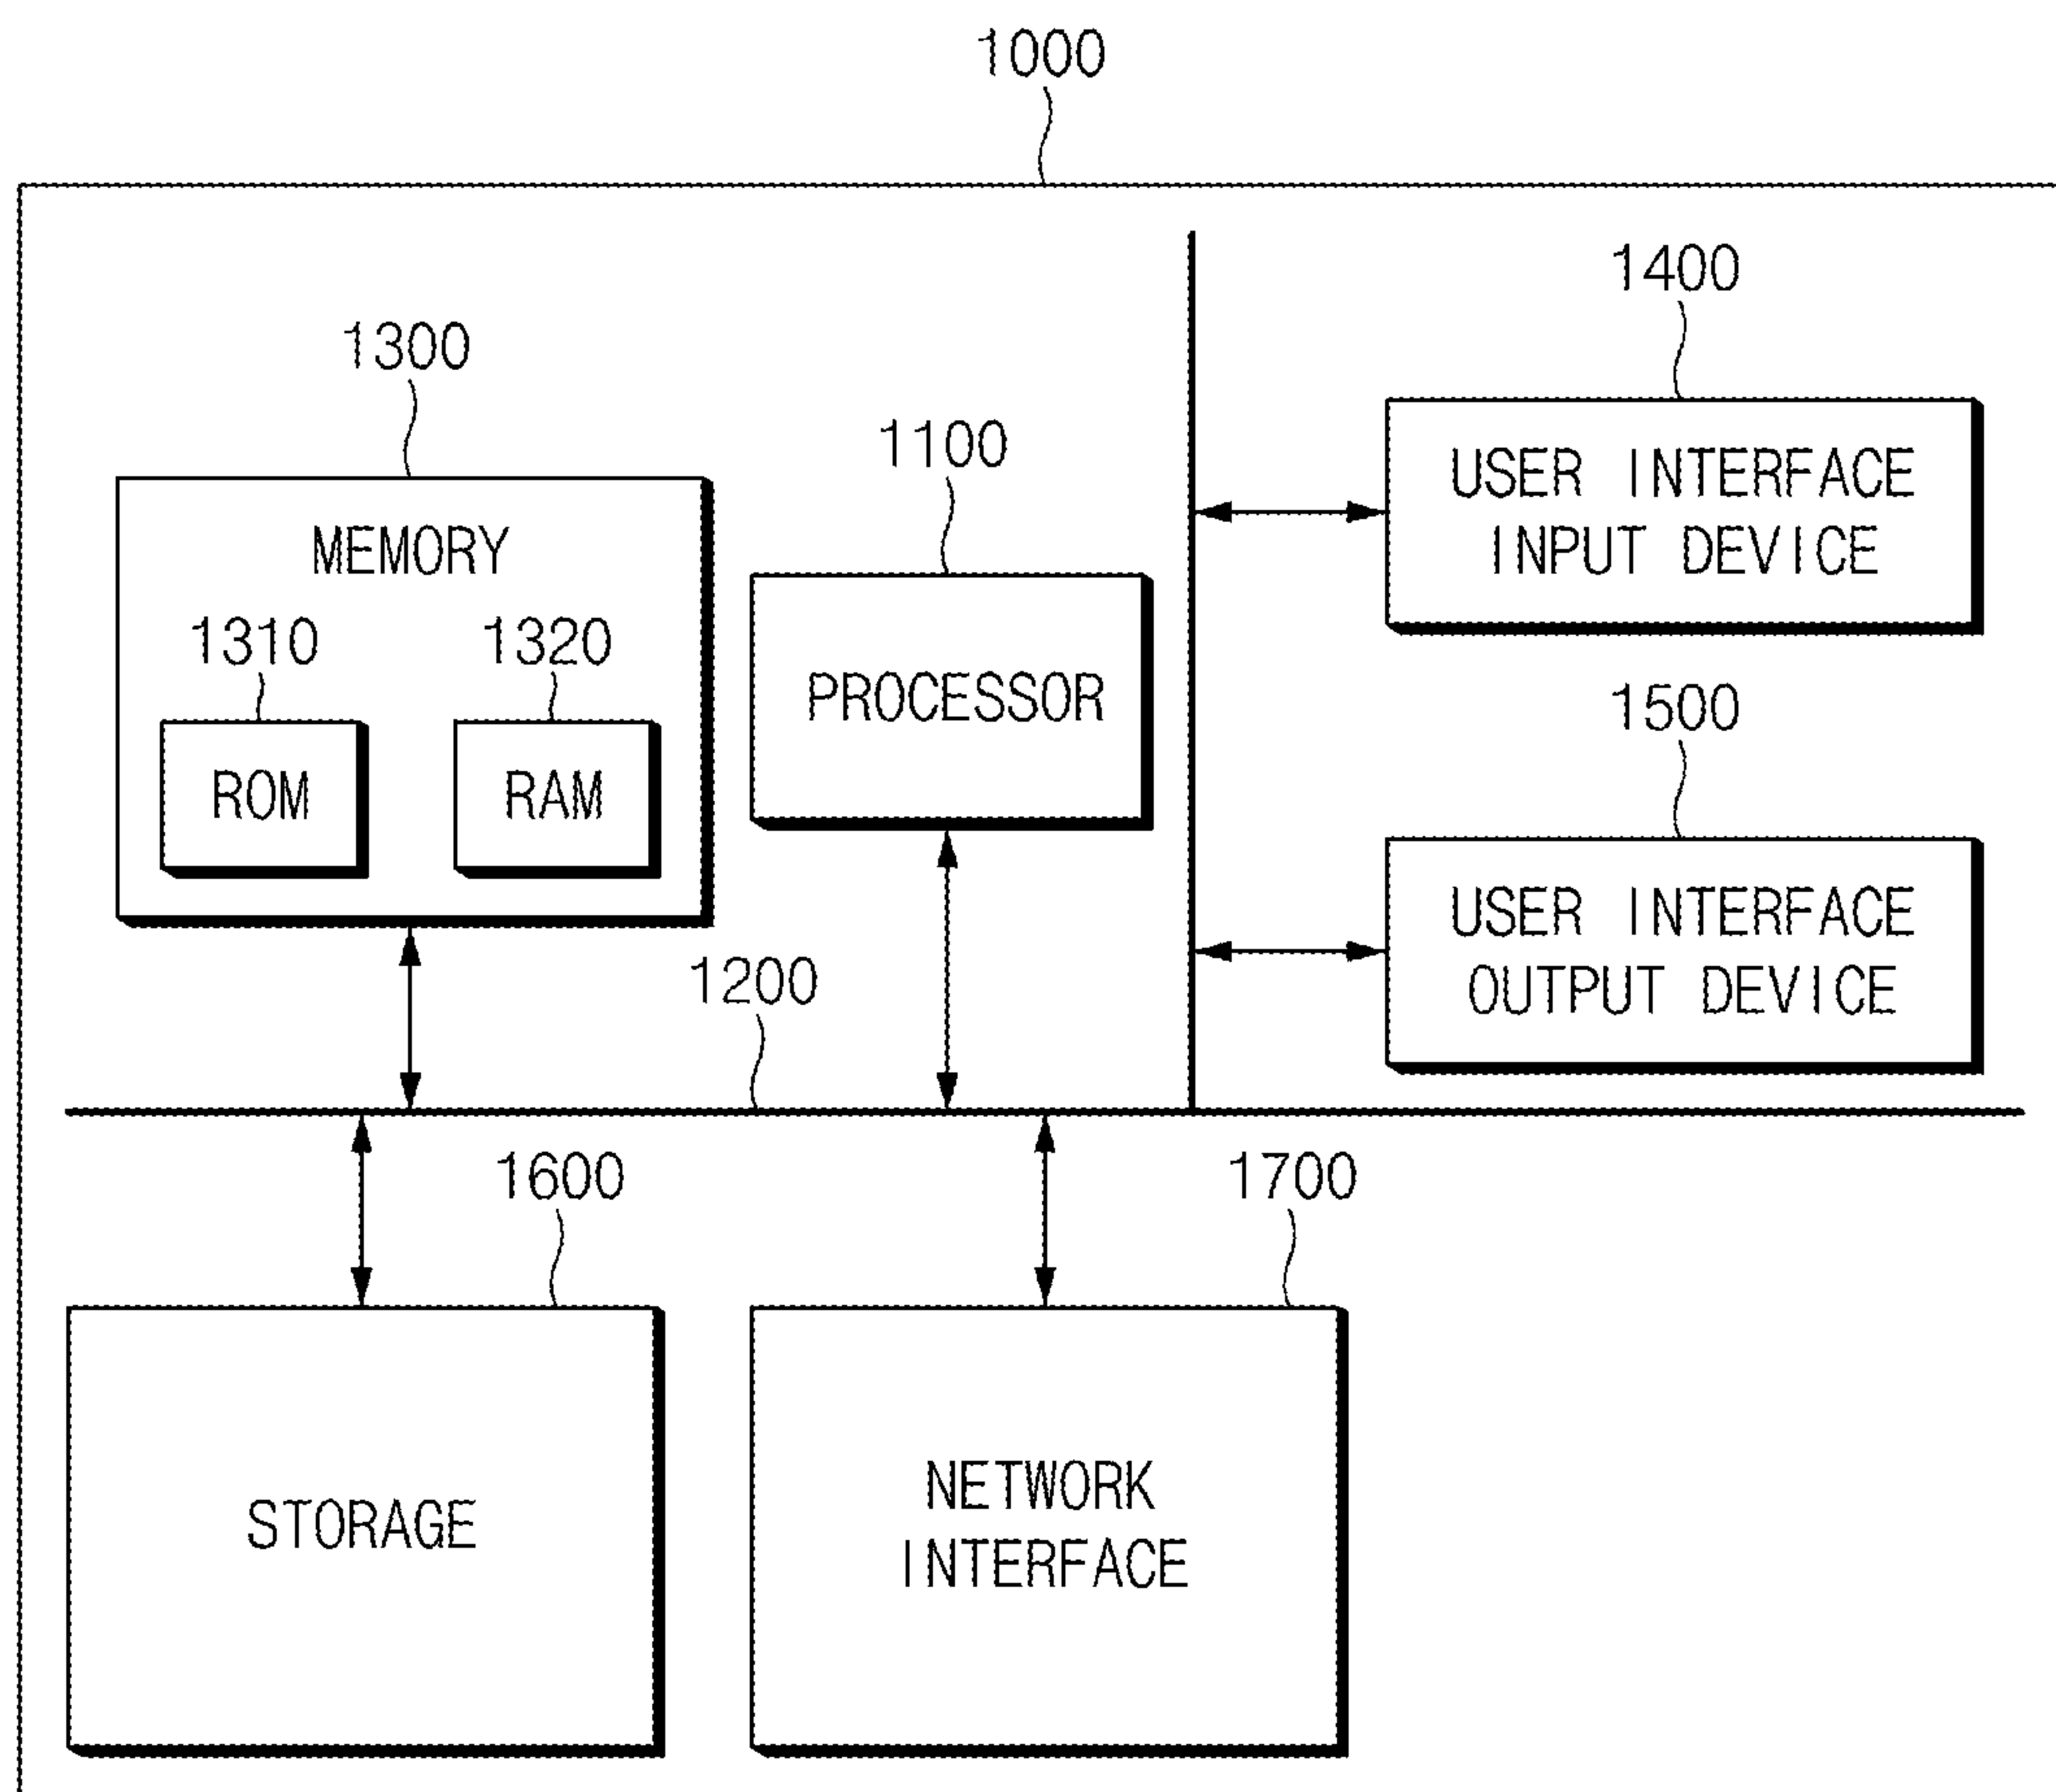 1000
1400
1300
1100
USER INTERFACE
INPUT DEVICE
MEMORY
1310
1320
PROCESSOR
1500
ROM
RAM
USER INTERFACE
OUTPUT DEVICE
1200
1600
1700
STORAGE
NETWORK
INTERFACE